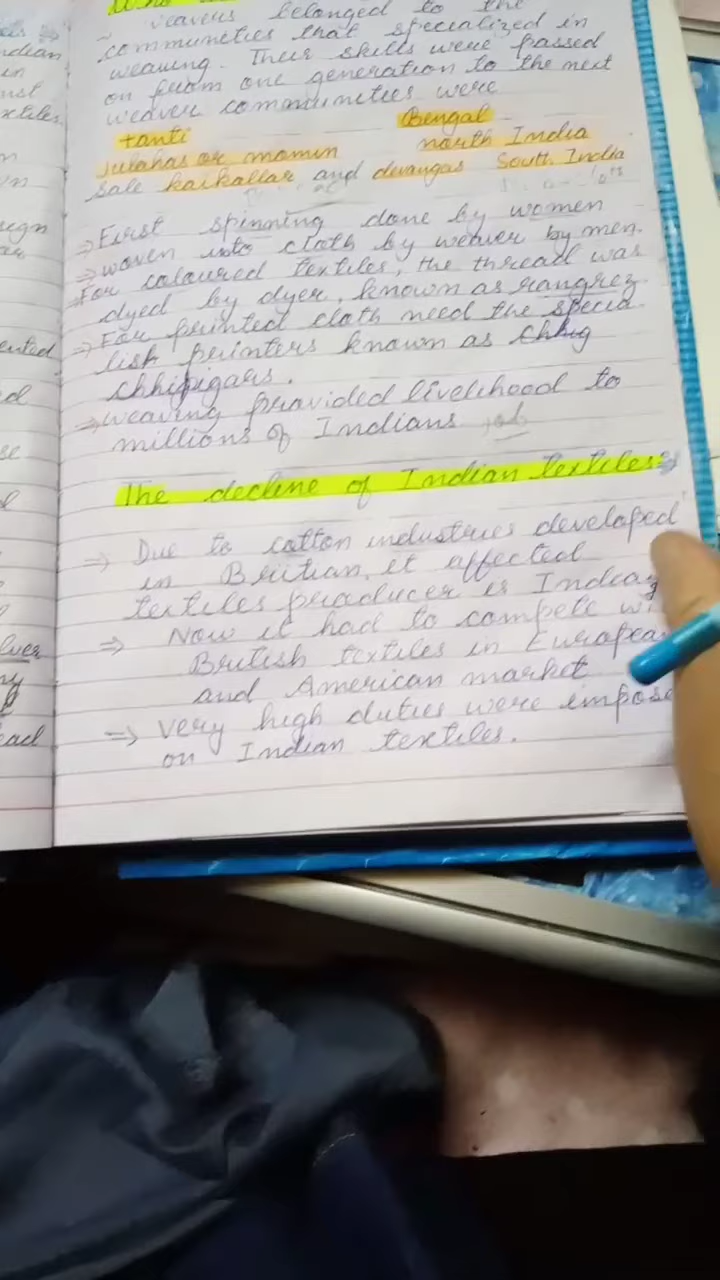 weavers belonged to the
communities that specialized in
weaving. Their skills were passed
on from one generation to the next
weaver communities were
tanti Bengal
Julahas or momin north India
sale kaikallar and devangas South India
⇒ First spinning done by women
⇒ woven into cloth by weaver by men.
⇒ For coloured textiles, the thread was
dyed by dyer, known as rangrez
⇒ For printed cloth need the specia
list printers known as
chhipigars.
⇒ weaving provided livelihood to
millions of Indians
The decline of Indian textiles ⇒
⇒ Due to cotton industries developed
in Britian, it affected
textiles producer is India
⇒ Now it had to compete
British textiles in Europea
and American market
⇒ very high duties were impose
on Indian textiles.